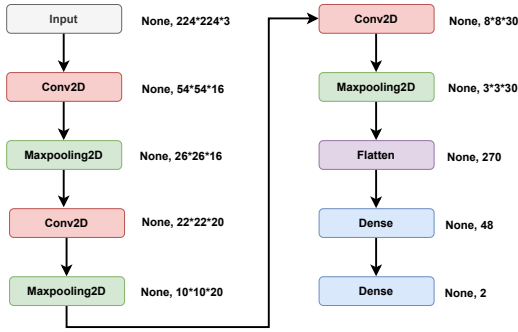 Input None, 224*224*3
Conv2D None, 54*54*16
Maxpooling2D None, 26*26*16
Conv2D None, 22*22*20
Maxpooling2D None, 10*10*20
Conv2D None, 8*8*30
Maxpooling2D None, 3*3*30
Flatten None, 270
Dense None, 48
Dense None, 2